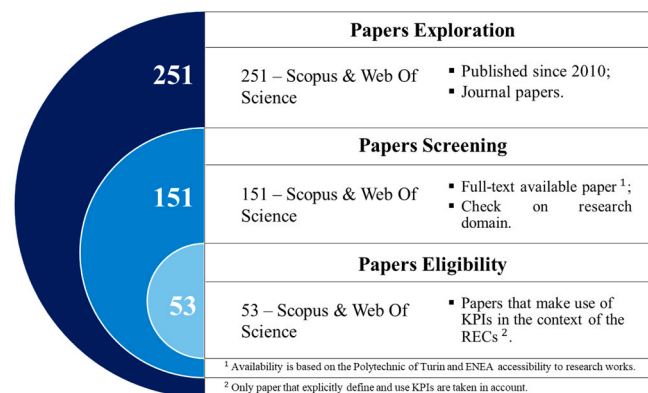 Papers Exploration
251
251 – Scopus & Web Of
Science
▪ Published since 2010;
▪ Journal papers.
Papers Screening
151
151 – Scopus & Web Of
Science
▪ Full-text available paper ¹;
▪ Check on research
domain.
Papers Eligibility
53
53 – Scopus & Web Of
Science
▪ Papers that make use of
KPIs in the context of the
RECs ².
¹ Availability is based on the Polytechnic of Turin and ENEA accessibility to research works.
² Only paper that explicitly define and use KPIs are taken in account.